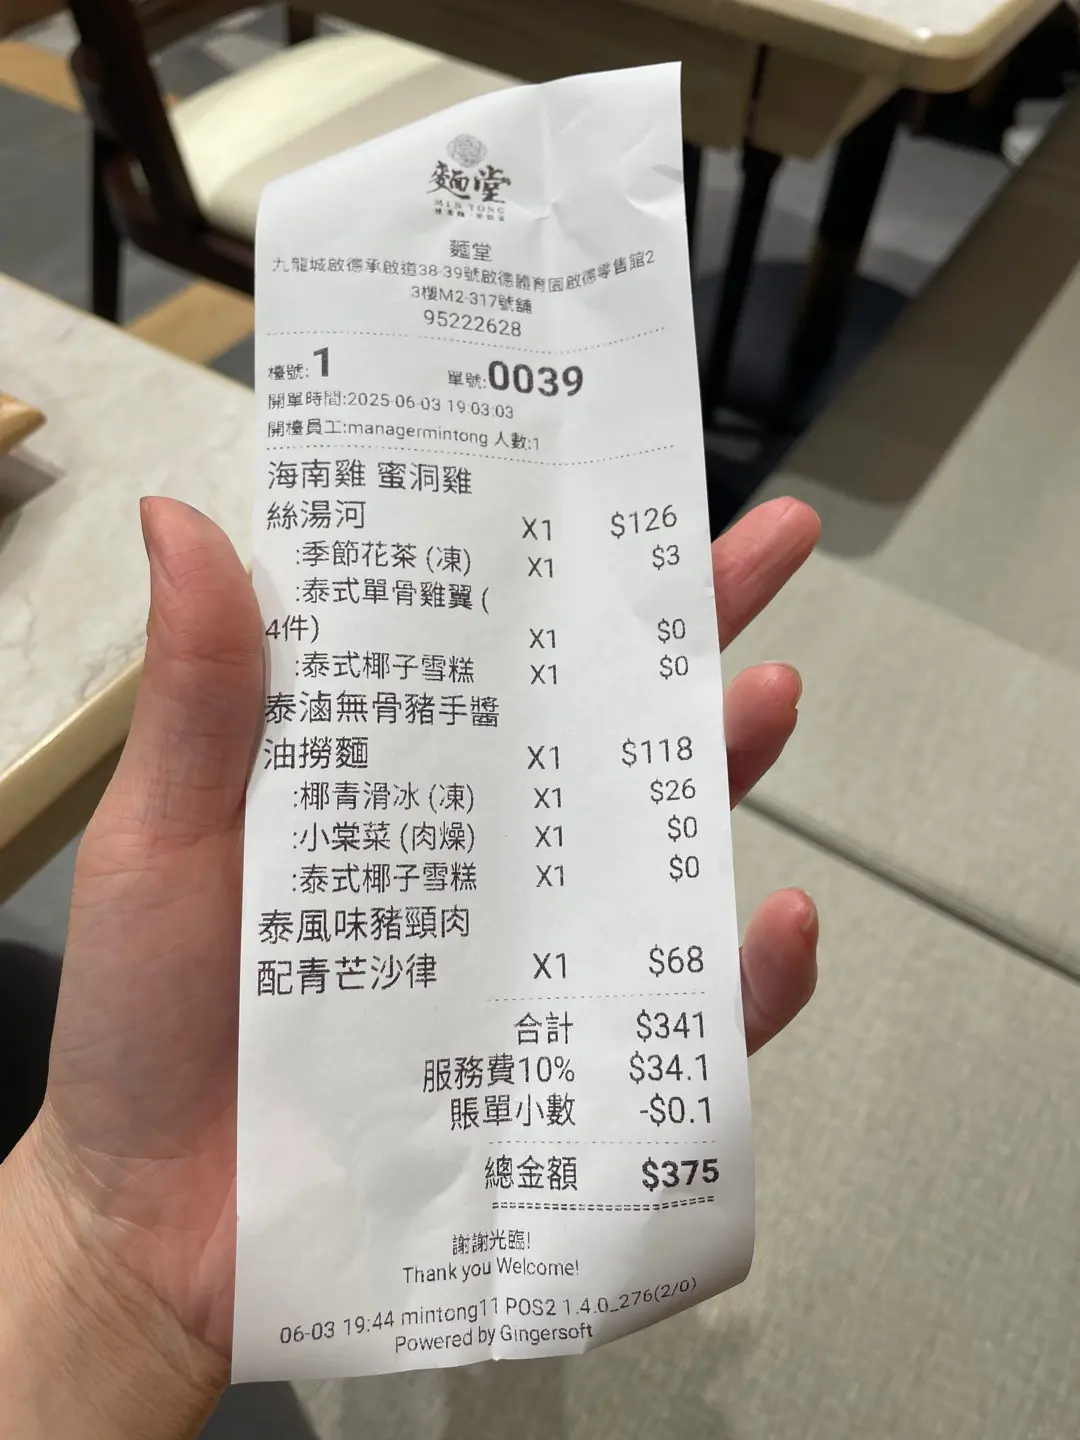 麵堂
MIN TONG
麵堂
九龍城啟德承啟道38-39號啟德體育園啟德零售館2
3樓M2-317號舖
95222628
檯號:1 單號:0039
開單時間:2025-06-03 19:03:03
開檯員工:managermintong 人數:1
海南雞 蜜洞雞
絲湯河 X1 $126
:季節花茶 (凍) X1 $3
:泰式單骨雞翼 (
4件) X1 $0
:泰式椰子雪糕 X1 $0
泰滷無骨豬手醬
油撈麵 X1 $118
:椰青滑冰 (凍) X1 $26
:小棠菜 (肉燥) X1 $0
:泰式椰子雪糕 X1 $0
泰風味豬頸肉
配青芒沙律 X1 $68
合計 $341
服務費10% $34.1
賬單小數 -$0.1
總金額 $375
謝謝光臨!
Thank you Welcome!
06-03 19:44 mintong11 POS2 1.4.0_276(2/0)
Powered by Gingersoft